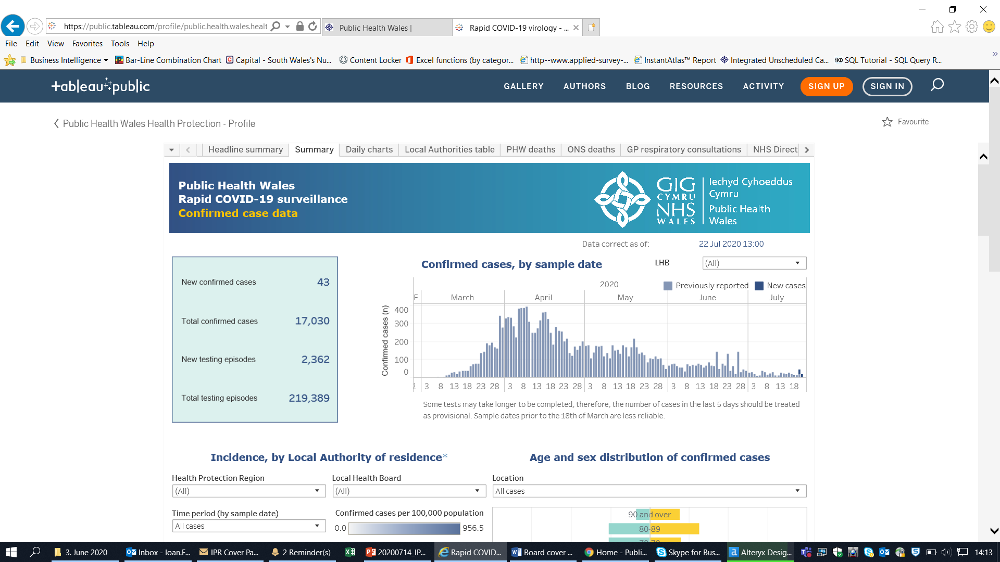 https://public.tableau.com/profile/public.health.wales.healt
Public Health Wales |
Rapid COVID-19 virology - ...
File Edit View Favorites Tools Help
Business Intelligence
Bar-Line Combination Chart
Capital - South Wales's Nu...
Content Locker
Excel functions (by categor...
http--www.applied-survey-...
InstantAtlas™ Report
Integrated Unscheduled Ca...
1KD SQL Tutorial - SQL Query R...
+ableau public
GALLERY AUTHORS BLOG RESOURCES ACTIVITY SIGN UP SIGN IN
Public Health Wales Health Protection - Profile
Favourite
Headline summary Summary Daily charts Local Authorities table PHW deaths ONS deaths GP respiratory consultations NHS Direct
Public Health Wales
Rapid COVID-19 surveillance
Confirmed case data
GIG
CYMRU
NHS
WALES
Iechyd Cyhoeddus
Cymru
Public Health
Wales
Data correct as of: 22 Jul 2020 13:00
New confirmed cases 43
Total confirmed cases 17,030
New testing episodes 2,362
Total testing episodes 219,389
Confirmed cases, by sample date
LHB (All)
2020
Previously reported New cases
F. March April May June July
Confirmed cases (n)
400
300
200
100
0
3 8 13 18 23 28 3 8 13 18 23 28 3 8 13 18 23 28 3 8 13 18 23 28 3 8 13 18
Some tests may take longer to be completed, therefore, the number of cases in the last 5 days should be treated
as provisional. Sample dates prior to the 18th of March are less reliable.
Incidence, by Local Authority of residence*
Health Protection Region
(All)
Local Health Board
(All)
Time period (by sample date)
All cases
Confirmed cases per 100,000 population
0.0 956.5
Age and sex distribution of confirmed cases
Location
All cases
90 and over
80-89
70-79
3. June 2020
Inbox - Ioan.F...
IPR Cover Pa...
2 Reminder(s)
20200714_IP...
Rapid COVID...
Board cover ...
Home - Publi...
Skype for Bus...
Alteryx Desig...
14:13